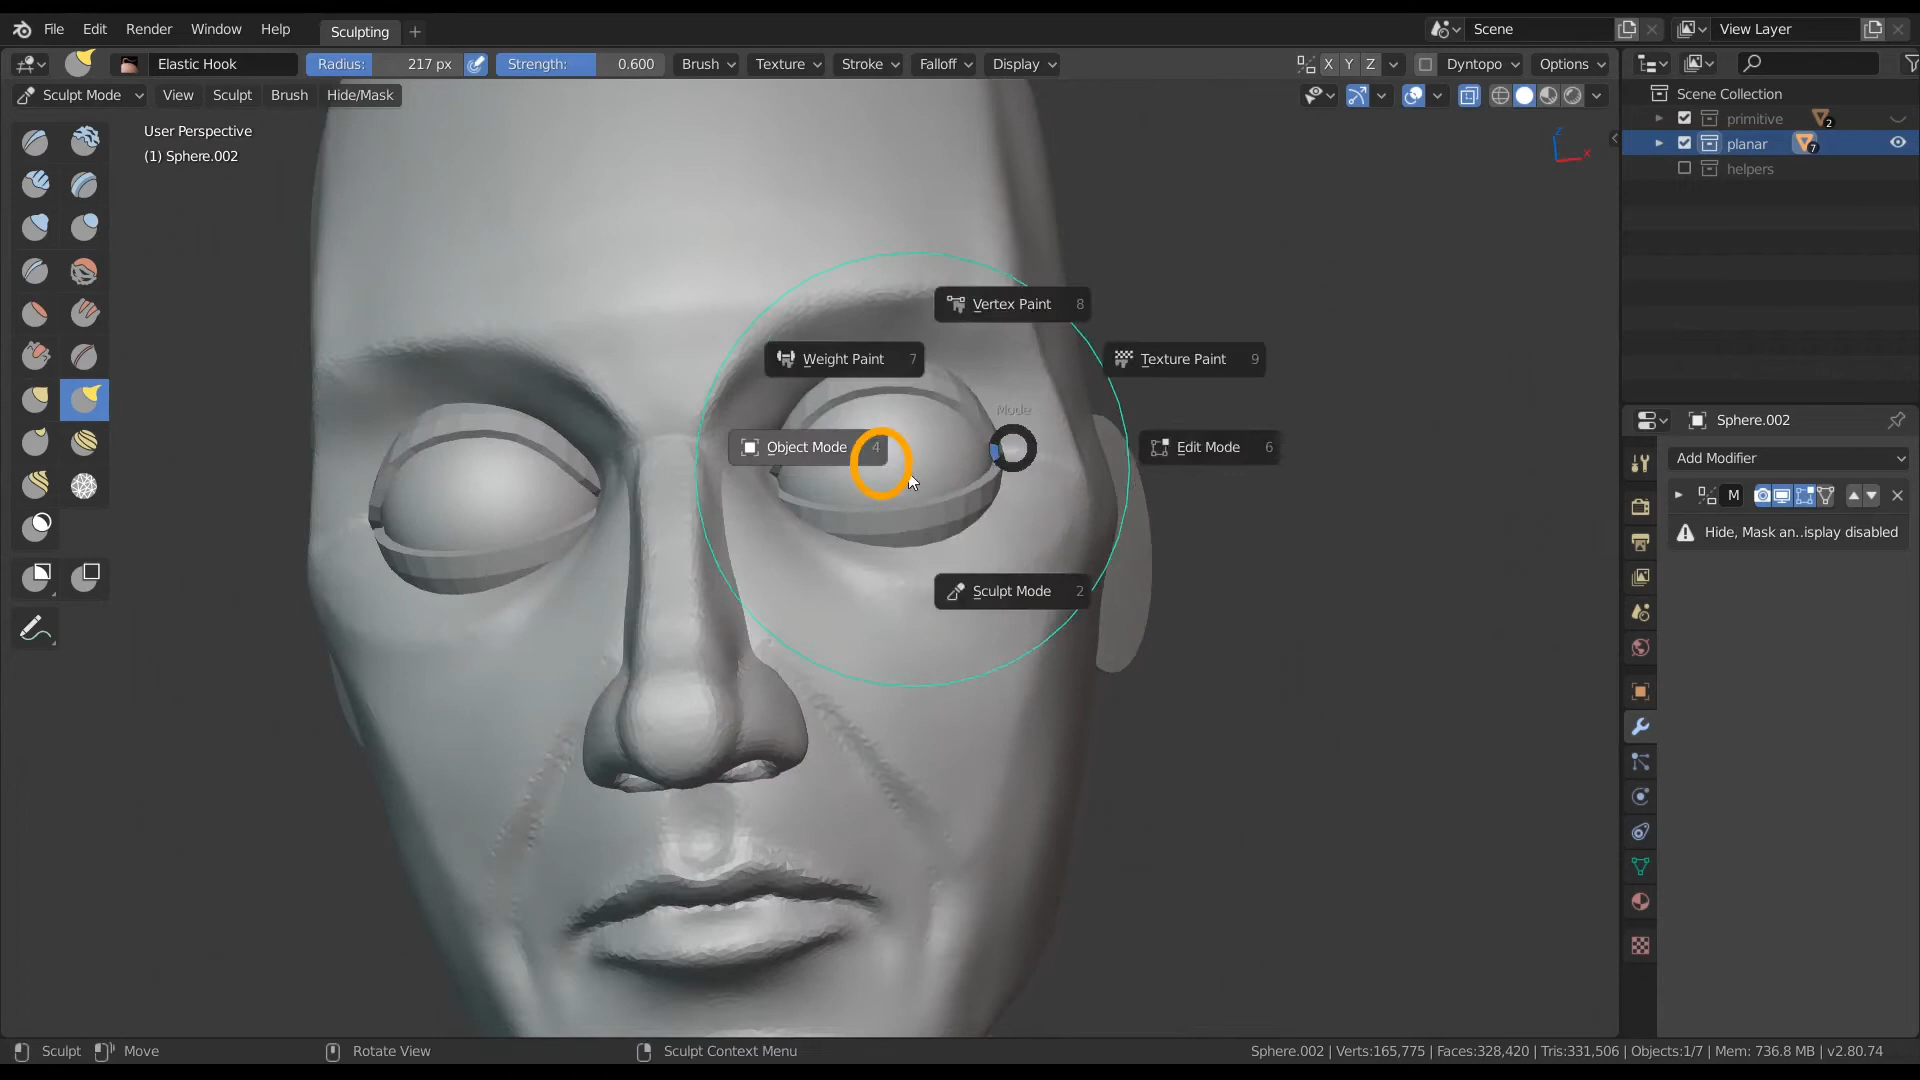 File Edit Render Window Help Sculpting + Scene View Layer
Elastic Hook Radius: 217 px Strength: 0.600 Brush Texture Stroke Falloff Display X Y Z Dyntopo Options
Sculpt Mode View Sculpt Brush Hide/Mask
Scene Collection
primitive 2
planar 7
helpers
User Perspective
(1) Sphere.002
Z
X
Vertex Paint 8
Weight Paint 7
Texture Paint 9
Mode
Object Mode 4
Edit Mode 6
Sculpt Mode 2
Sphere.002
Add Modifier
M
Hide, Mask an..isplay disabled
Sculpt Move Rotate View Sculpt Context Menu Sphere.002 | Verts:165,775 | Faces:328,420 | Tris:331,506 | Objects:1/7 | Mem: 736.8 MB | v2.80.74